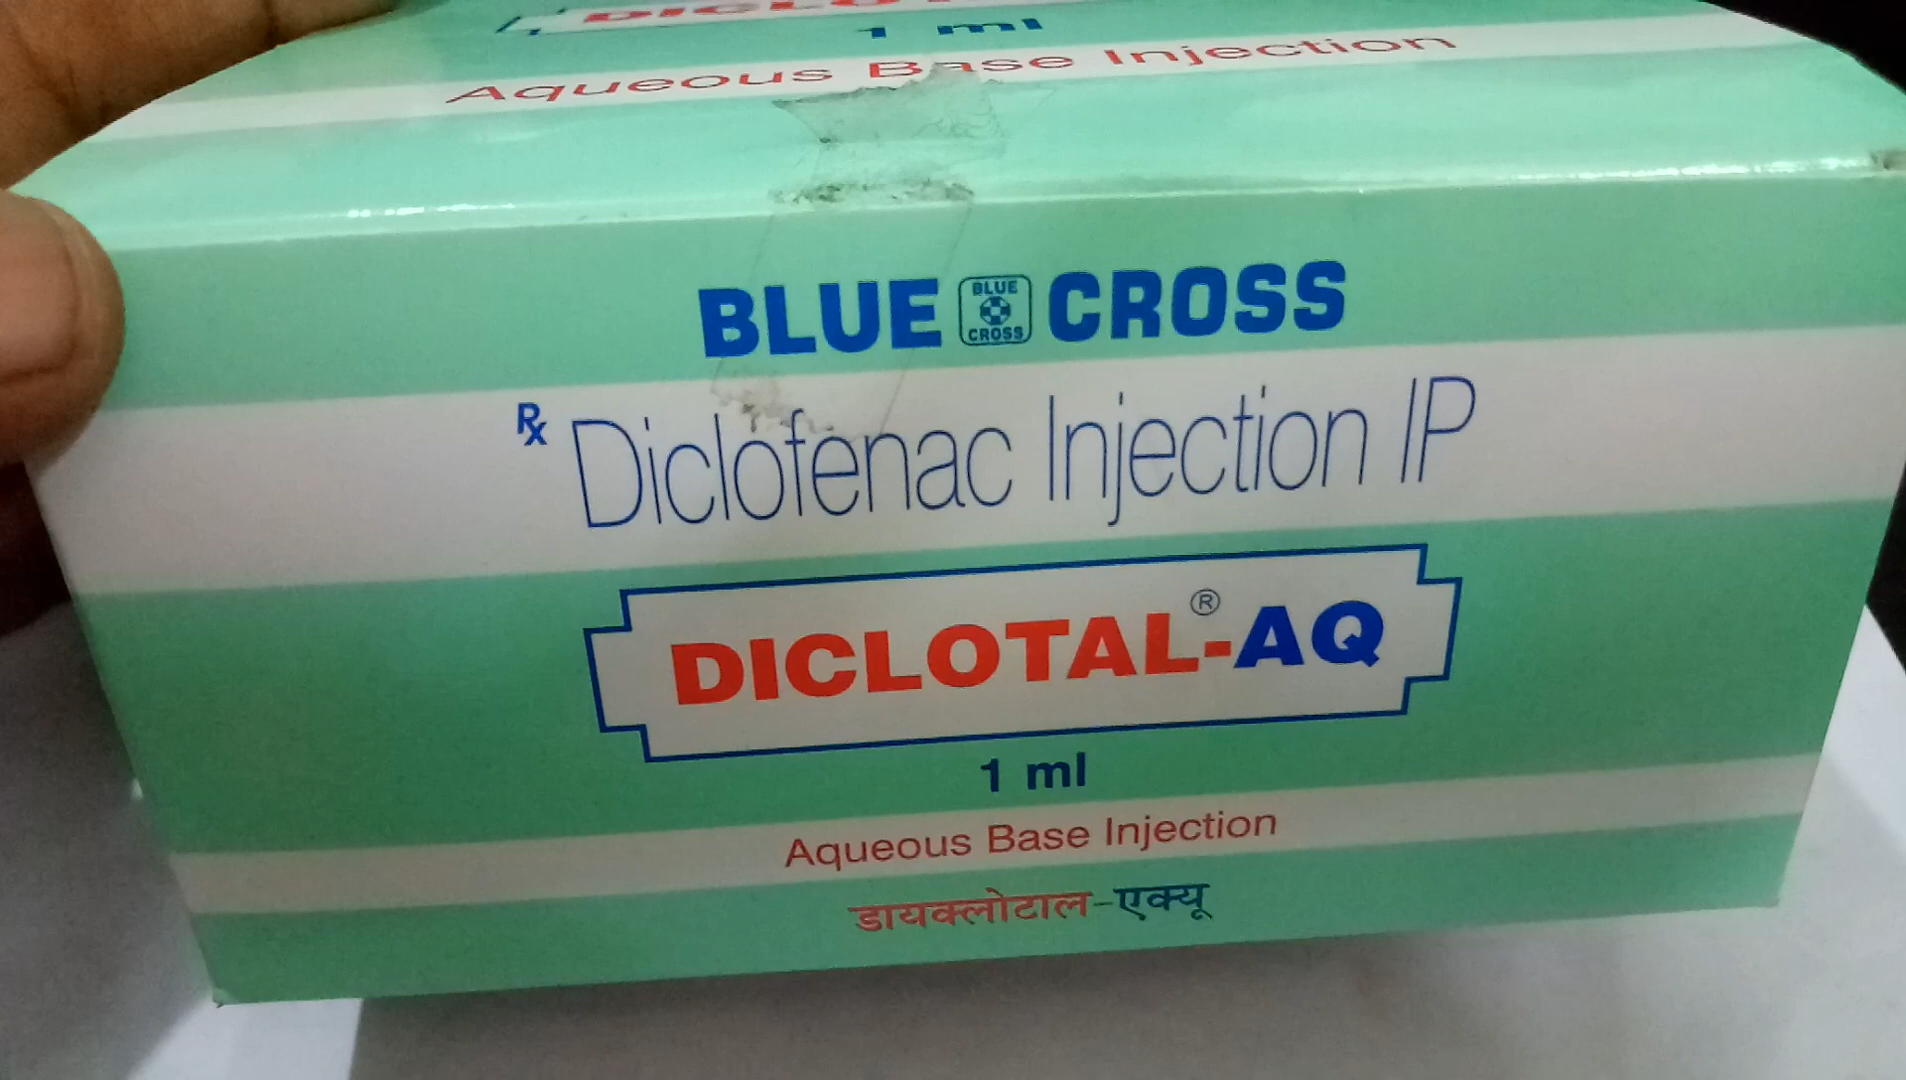 1 ml
Aqueous Base Injection
BLUE BLUE CROSS CROSS
Rx Diclofenac Injection IP
DICLOTAL®-AQ
1 ml
Aqueous Base Injection
डायक्लोटाल-एक्यू